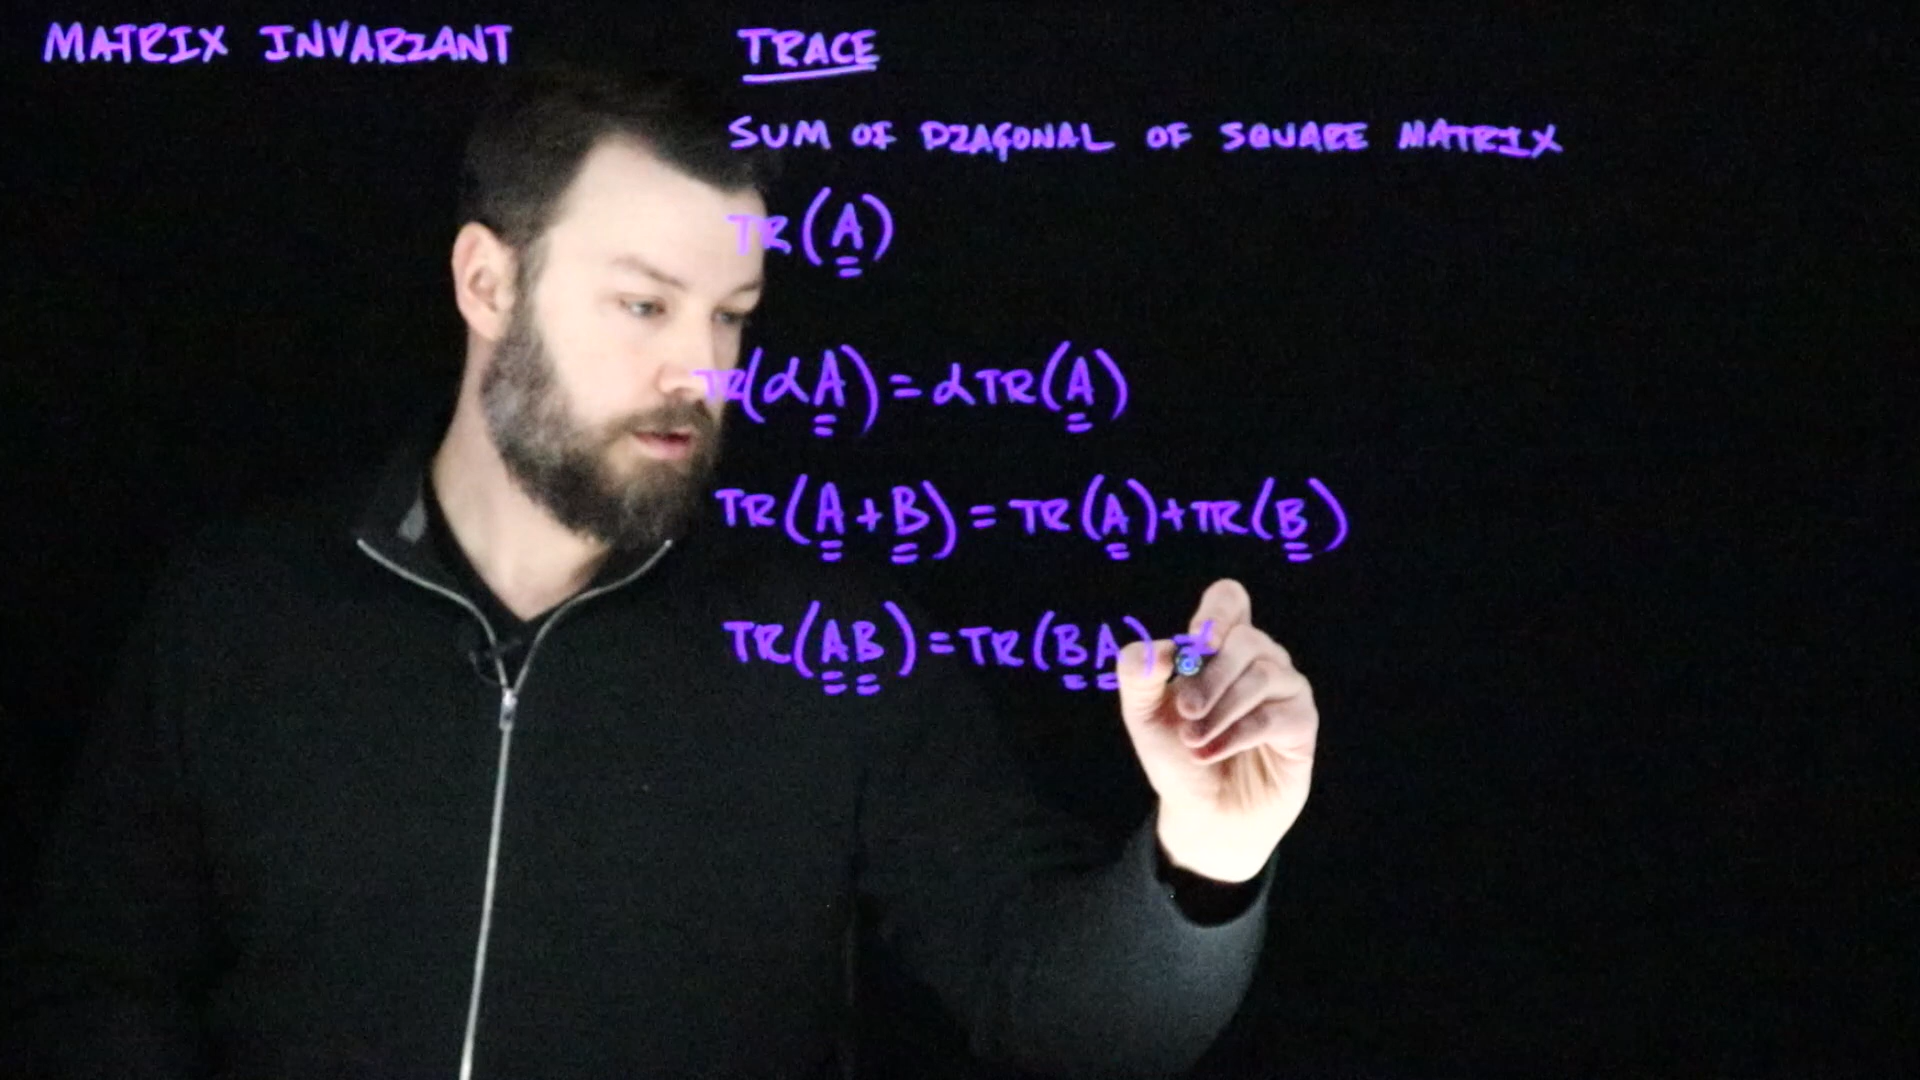 MATRIX INVARIANT
TRACE
SUM OF DIAGONAL OF SQUARE MATRIX
TR(A)
TR(αA)=αTR(A)
TR(A+B)=TR(A)+TR(B)
TR(AB)=TR(BA) ≠